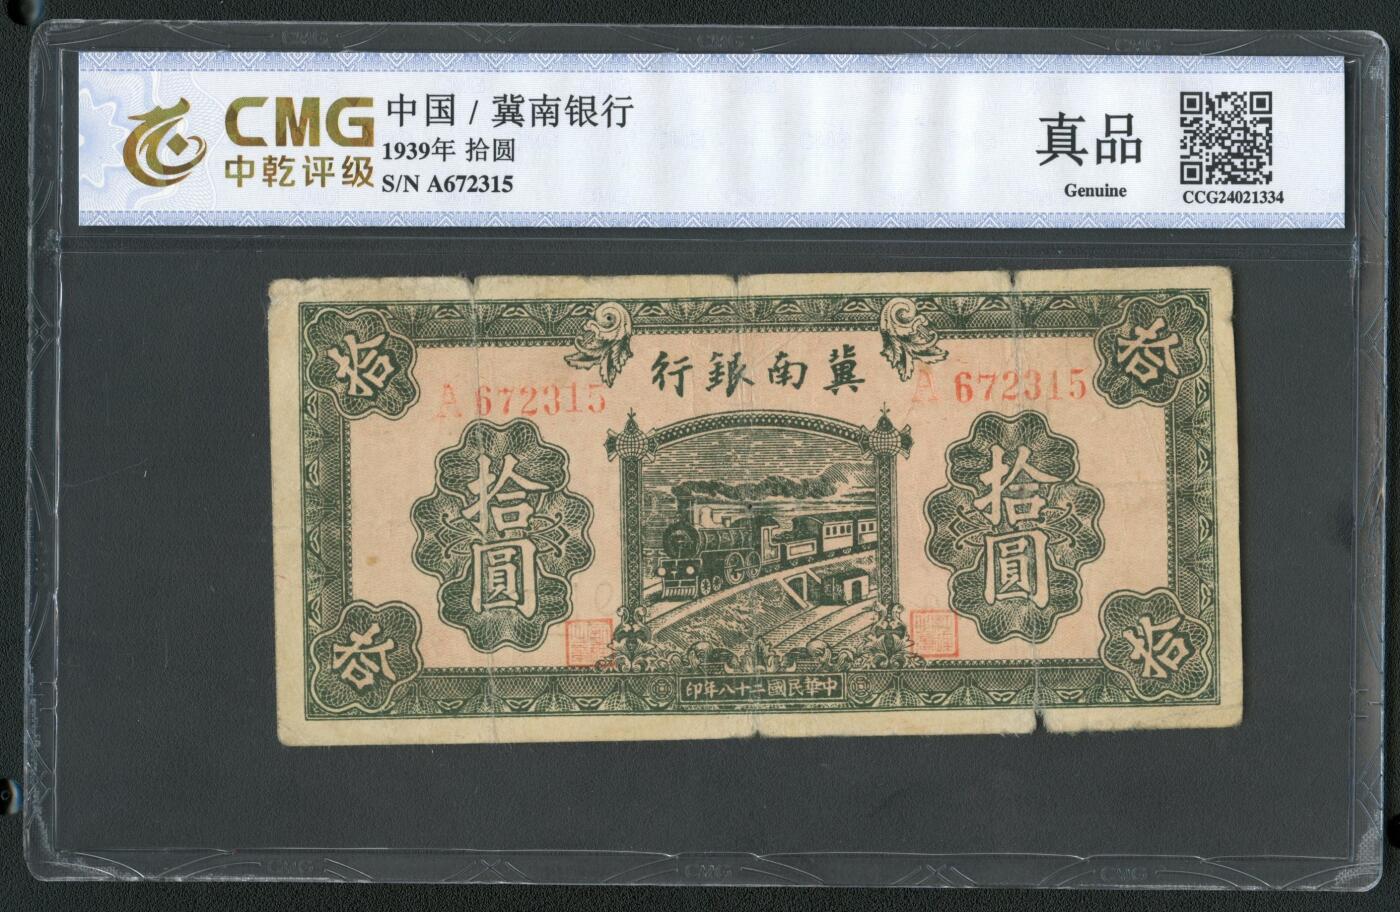 CMG
中乾评级
中国 / 冀南银行
1939年 拾圆
S/N A672315
真品
Genuine
CCG24021334
拾
拾
行銀南冀
A 672315
A 672315
拾圓
拾圓
拾
拾
印年八十二國民華中